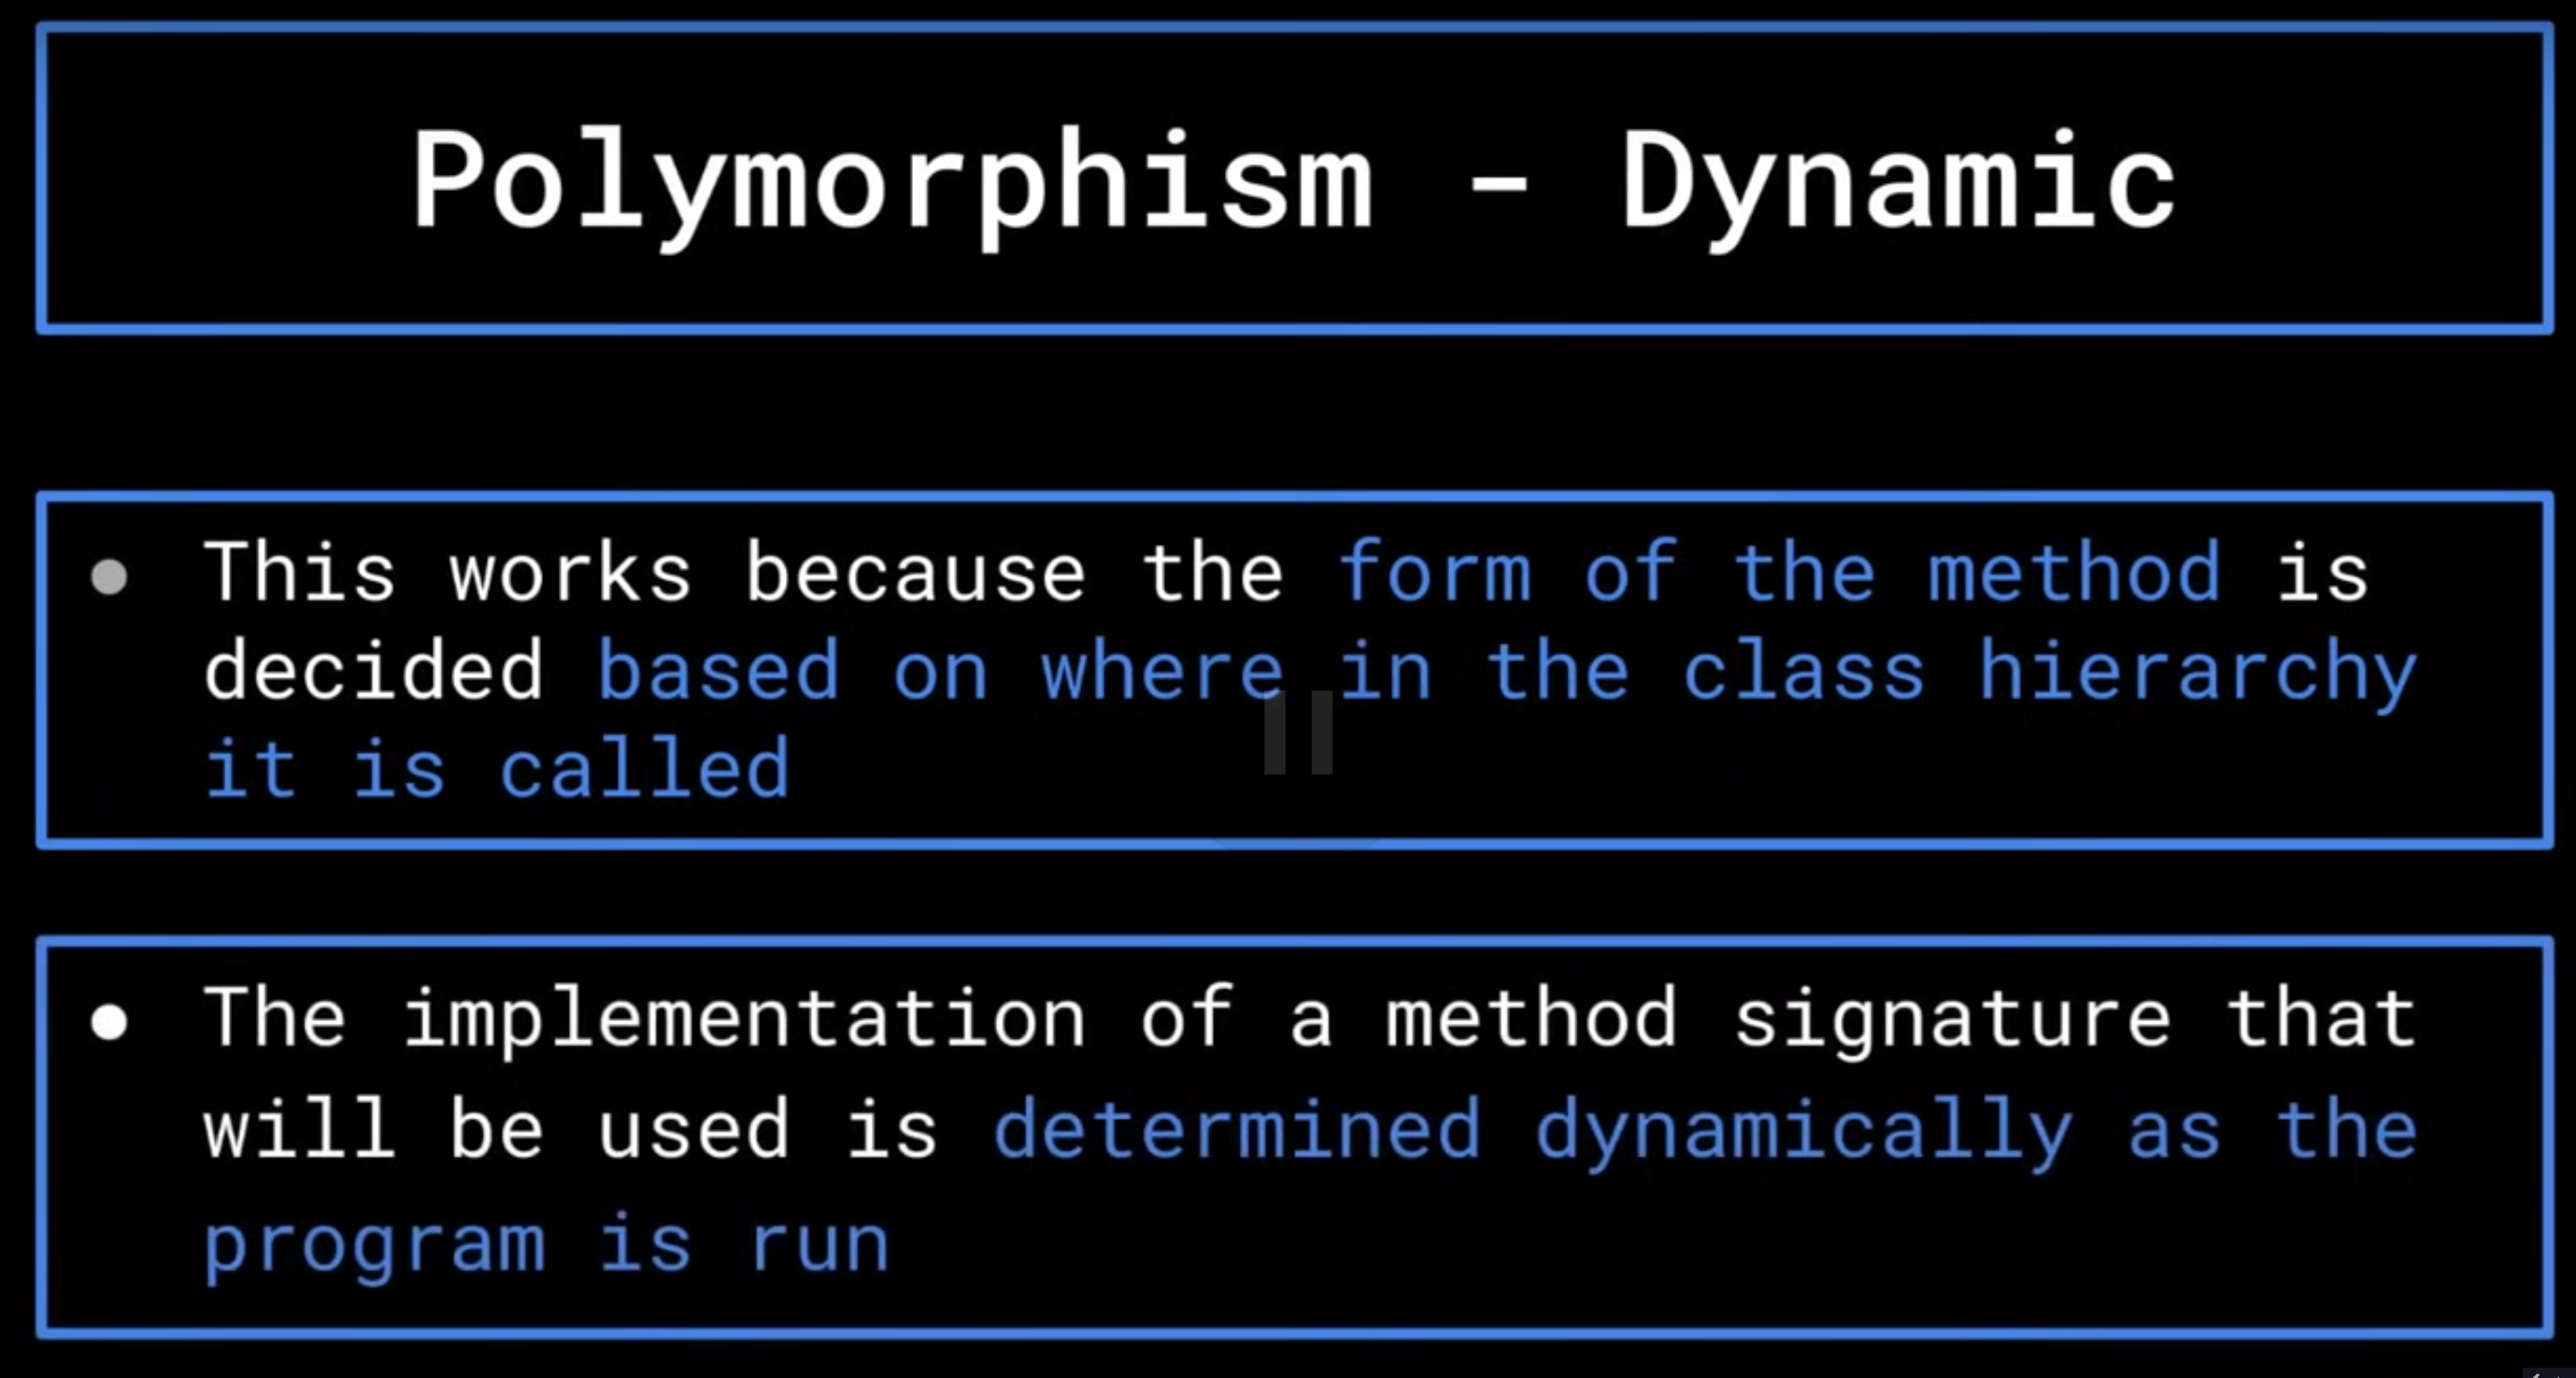 Polymorphism - Dynamic
• This works because the form of the method is
decided based on where in the class hierarchy
it is called
• The implementation of a method signature that
will be used is determined dynamically as the
program is run